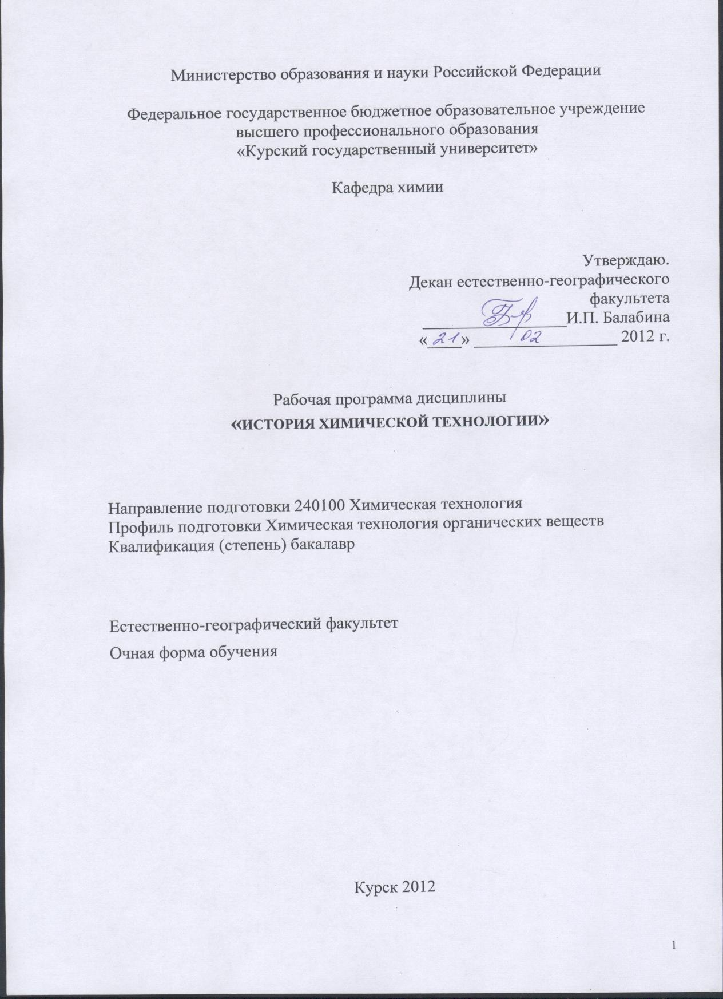 Министерство образования и науки Российской Федерации
Федеральное государственное бюджетное образовательное учреждение
высшего профессионального образования
«Курский государственный университет»
Кафедра химии
Утверждаю.
Декан естественно-географического
факультета
И.П. Балабина
«21» 02 2012 г.
Рабочая программа дисциплины
«ИСТОРИЯ ХИМИЧЕСКОЙ ТЕХНОЛОГИИ»
Направление подготовки 240100 Химическая технология
Профиль подготовки Химическая технология органических веществ
Квалификация (степень) бакалавр
Естественно-географический факультет
Очная форма обучения
Курск 2012
1